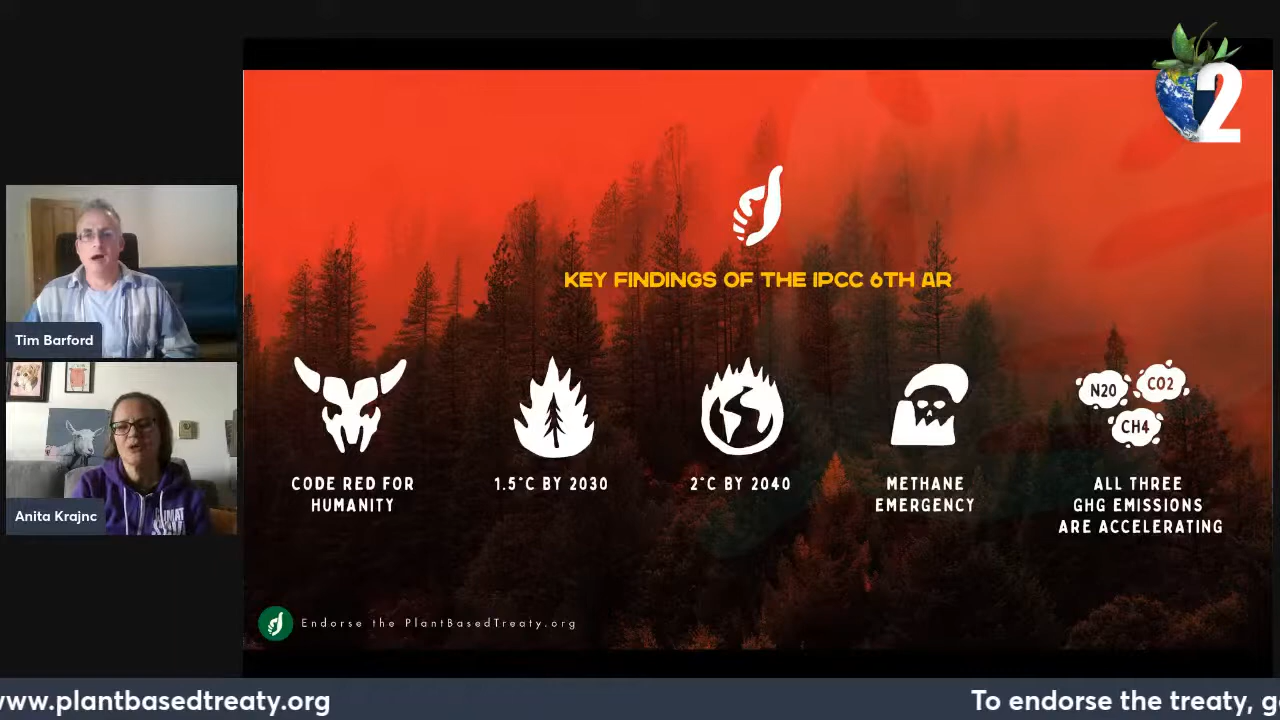 2
KEY FINDINGS OF THE IPCC 6TH AR
N20
CO2
CH4
CODE RED FOR
HUMANITY
1.5°C BY 2030
2°C BY 2040
METHANE
EMERGENCY
ALL THREE
GHG EMISSIONS
ARE ACCELERATING
Tim Barford
Anita Krajnc
Endorse the PlantBasedTreaty.org
www.plantbasedtreaty.org
To endorse the treaty, g